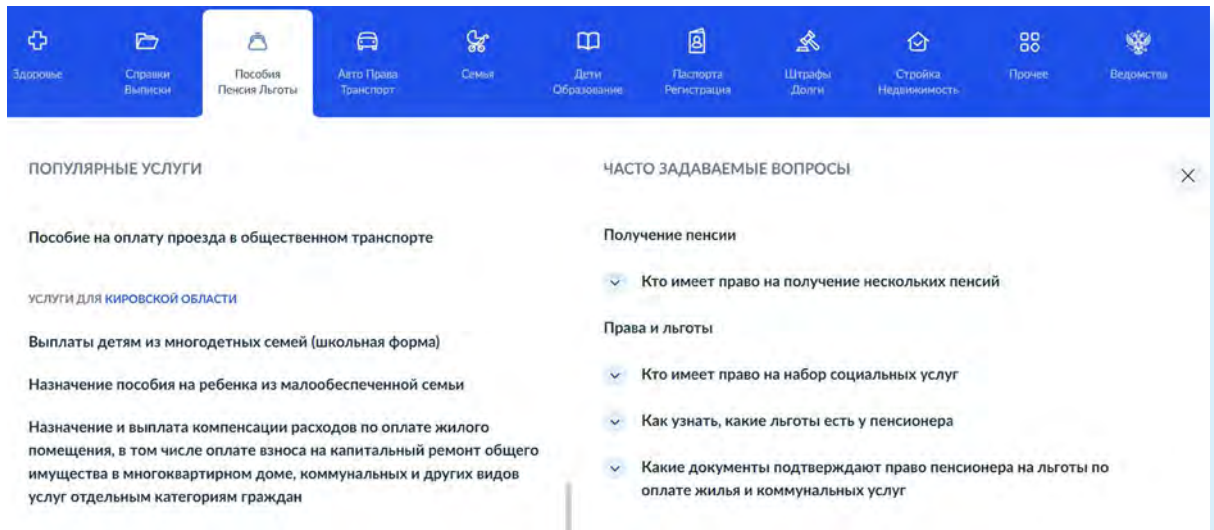 Здоровье
Справки
Выписки
Пособия
Пенсия Льготы
Авто Права
Транспорт
Семья
Дети
Образование
Паспорта
Регистрация
Штрафы
Долги
Стройка
Недвижимость
Прочее
Ведомства
ПОПУЛЯРНЫЕ УСЛУГИ
Пособие на оплату проезда в общественном транспорте
УСЛУГИ ДЛЯ КИРОВСКОЙ ОБЛАСТИ
Выплаты детям из многодетных семей (школьная форма)
Назначение пособия на ребенка из малообеспеченной семьи
Назначение и выплата компенсации расходов по оплате жилого
помещения, в том числе оплате взноса на капитальный ремонт общего
имущества в многоквартирном доме, коммунальных и других видов
услуг отдельным категориям граждан
ЧАСТО ЗАДАВАЕМЫЕ ВОПРОСЫ
Получение пенсии
Кто имеет право на получение нескольких пенсий
Права и льготы
Кто имеет право на набор социальных услуг
Как узнать, какие льготы есть у пенсионера
Какие документы подтверждают право пенсионера на льготы по
оплате жилья и коммунальных услуг